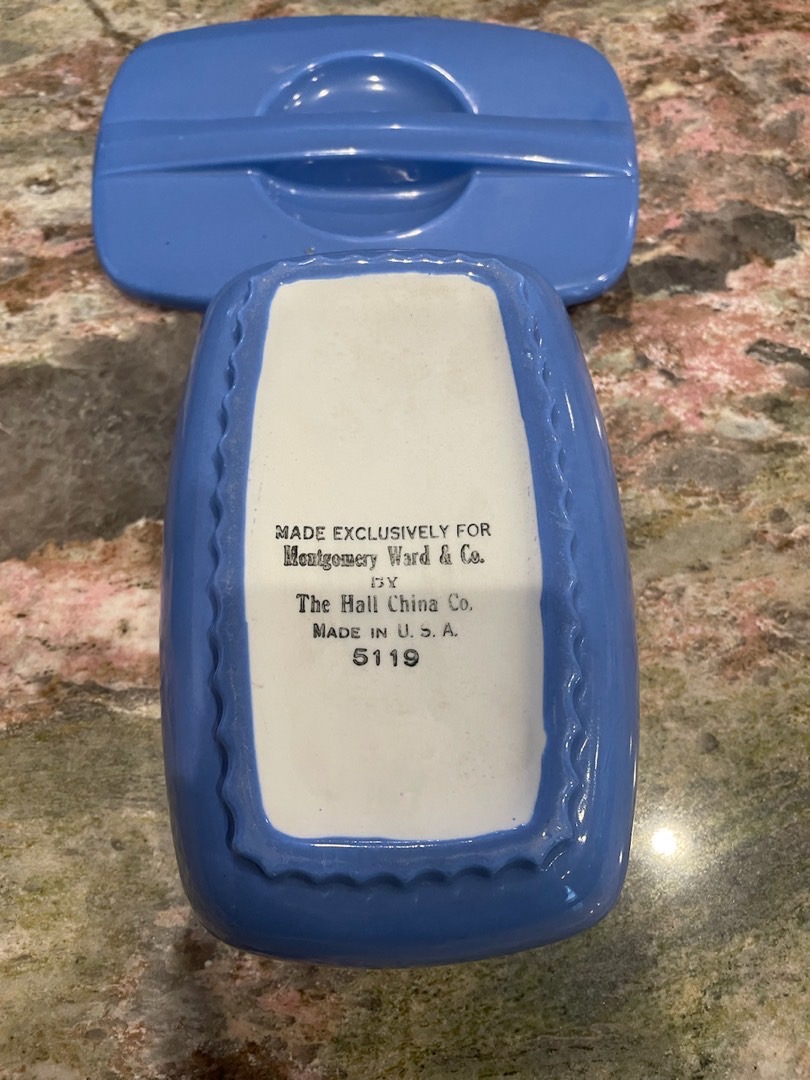 MADE EXCLUSIVELY FOR
Montgomery Ward & Co.
BY
The Hall China Co.
MADE IN U. S. A.
5119